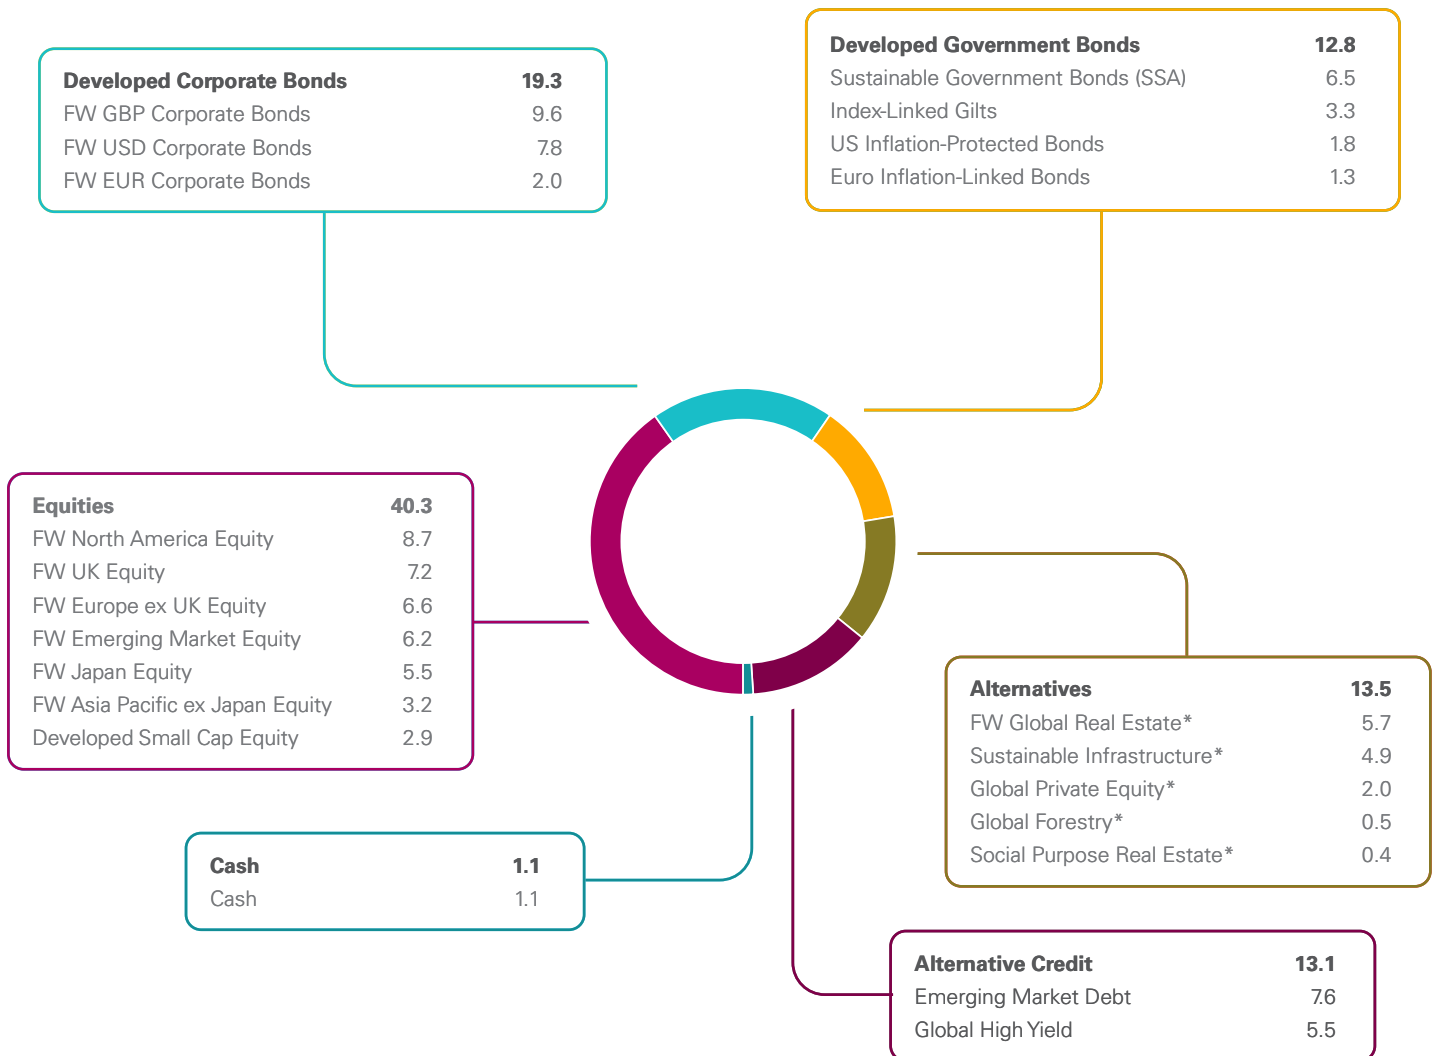 Developed Corporate Bonds 19.3
FW GBP Corporate Bonds 9.6
FW USD Corporate Bonds 7.8
FW EUR Corporate Bonds 2.0
Developed Government Bonds 12.8
Sustainable Government Bonds (SSA) 6.5
Index-Linked Gilts 3.3
US Inflation-Protected Bonds 1.8
Euro Inflation-Linked Bonds 1.3
Equities 40.3
FW North America Equity 8.7
FW UK Equity 7.2
FW Europe ex UK Equity 6.6
FW Emerging Market Equity 6.2
FW Japan Equity 5.5
FW Asia Pacific ex Japan Equity 3.2
Developed Small Cap Equity 2.9
Alternatives 13.5
FW Global Real Estate* 5.7
Sustainable Infrastructure* 4.9
Global Private Equity* 2.0
Global Forestry* 0.5
Social Purpose Real Estate* 0.4
Cash 1.1
Cash 1.1
Alternative Credit 13.1
Emerging Market Debt 7.6
Global High Yield 5.5